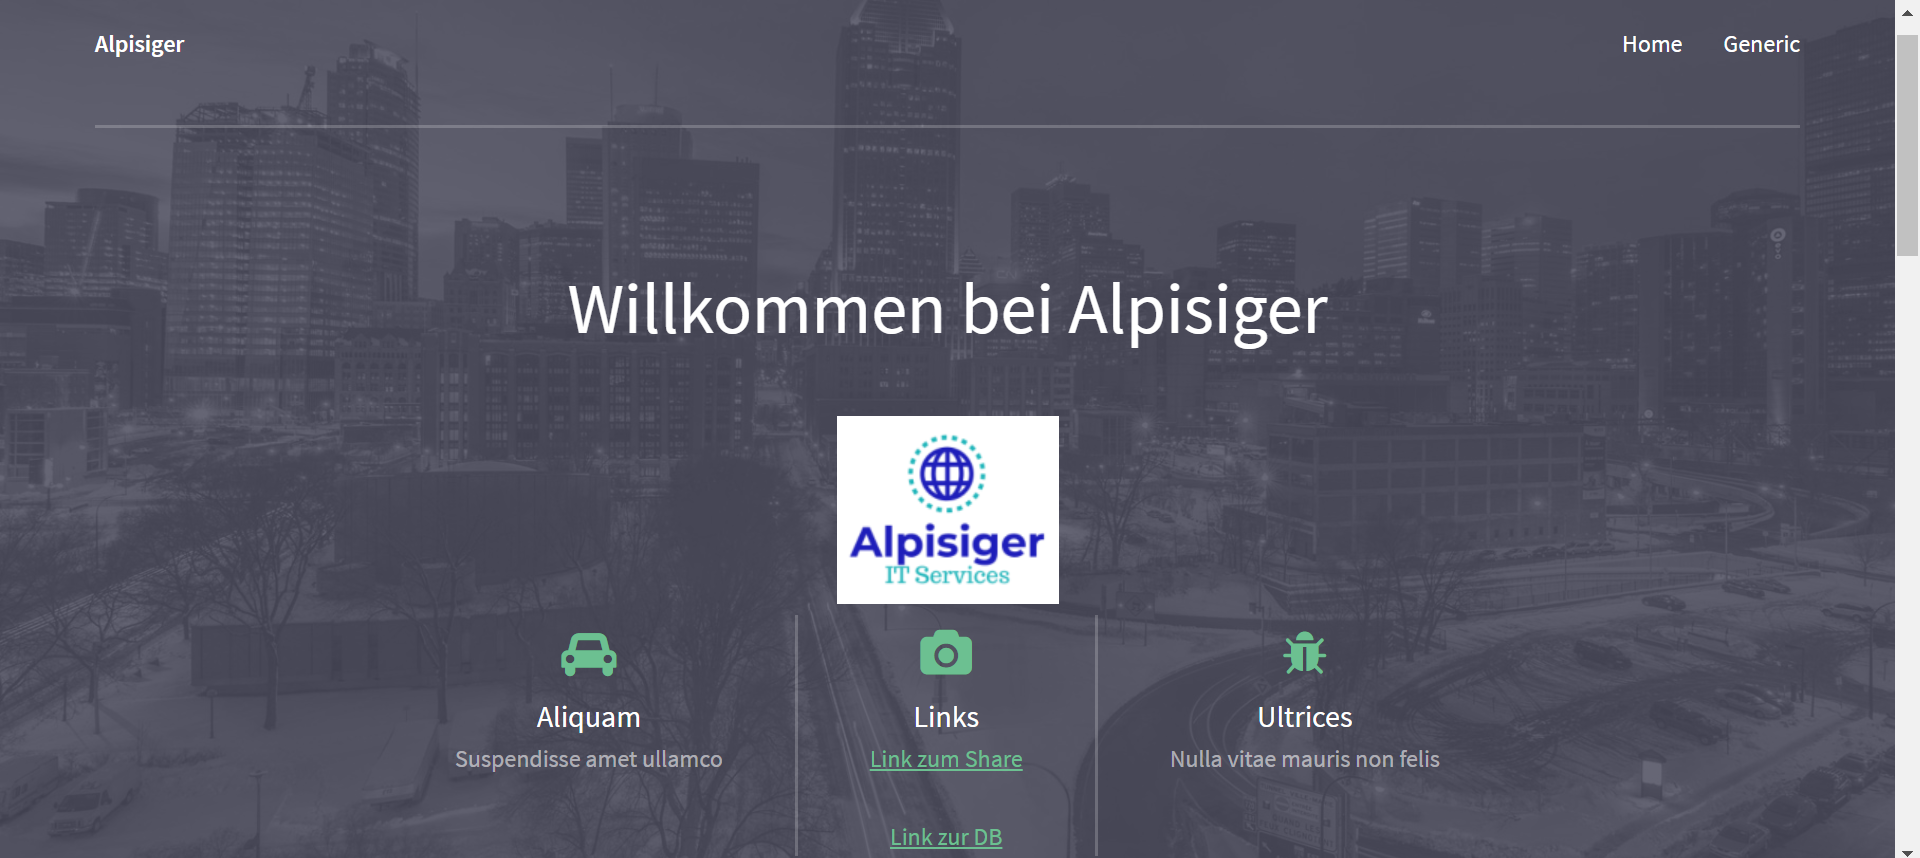 Alpisiger
Home Generic
Willkommen bei Alpisiger
Alpisiger
IT Services
Aliquam
Suspendisse amet ullamco
Links
Link zum Share
Link zur DB
Ultrices
Nulla vitae mauris non felis